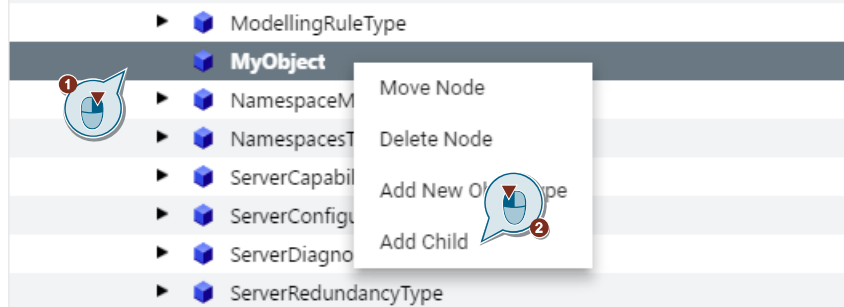 ModellingRuleType
MyObject
1
Move Node
NamespaceM
NamespacesT
Delete Node
ServerCapabil
Add New Ob ype
ServerConfigu
2
Add Child
ServerDiagno
ServerRedundancyType